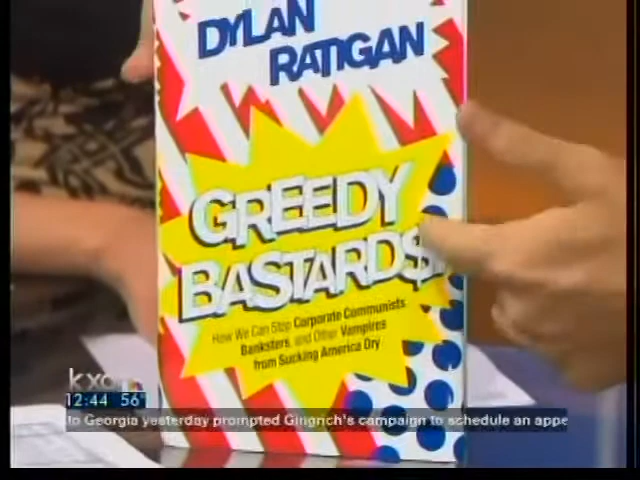 DYLAN
RATIGAN
GREEDY
BASTARD$
How We Can Stop Corporate Communists,
Banksters, and Other Vampires
from Sucking America Dry
kxan
12:44 56°
to Georgia yesterday prompted Gingrich's campaign to schedule an appe